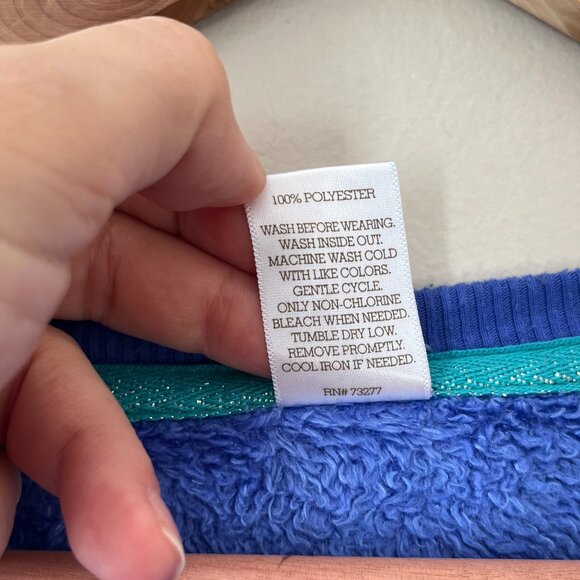 100% POLYESTER
WASH BEFORE WEARING.
WASH INSIDE OUT.
MACHINE WASH COLD
WITH LIKE COLORS.
GENTLE CYCLE.
ONLY NON-CHLORINE
BLEACH WHEN NEEDED.
TUMBLE DRY LOW.
REMOVE PROMPTLY.
COOL IRON IF NEEDED.
RN# 73277